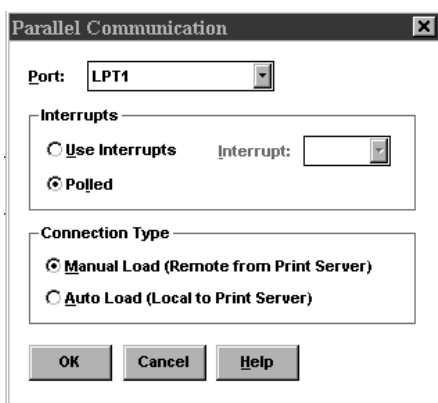 Parallel Communication
Port: LPT1
Interrupts
Use Interrupts Interrupt:
Polled
Connection Type
Manual Load (Remote from Print Server)
Auto Load (Local to Print Server)
OK Cancel Help